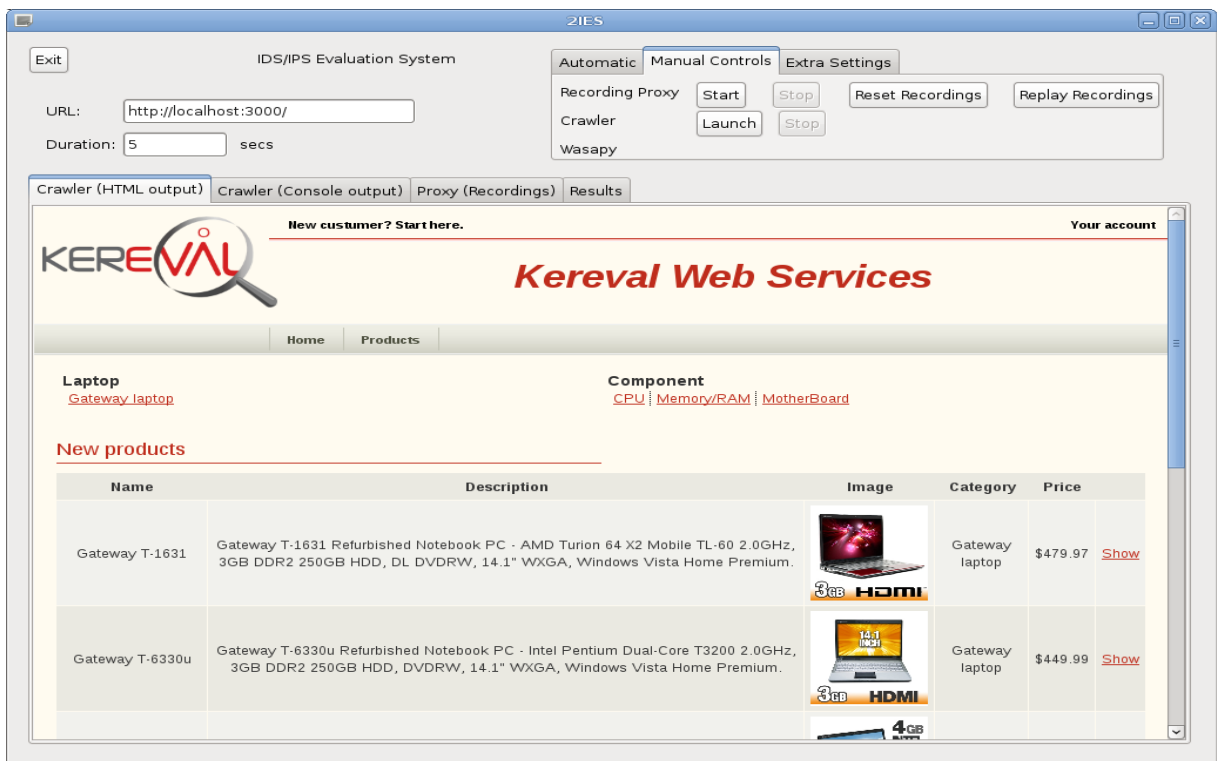 2IES
Exit
IDS/IPS Evaluation System
Automatic
Manual Controls
Extra Settings
Recording Proxy
Start
Stop
Reset Recordings
Replay Recordings
URL:
http://localhost:3000/
Crawler
Launch
Stop
Duration:
5
secs
Wasapy
Crawler (HTML output)
Crawler (Console output)
Proxy (Recordings)
Results
KEREVAL
New custumer? Start here.
Your account
Kereval Web Services
Home
Products
Laptop
Gateway laptop
Component
CPU
Memory/RAM
MotherBoard
New products
Name
Description
Image
Category
Price
Gateway T-1631
Gateway T-1631 Refurbished Notebook PC - AMD Turion 64 X2 Mobile TL-60 2.0GHz,
3GB DDR2 250GB HDD, DL DVDRW, 14.1" WXGA, Windows Vista Home Premium.
3GB HDMI
Gateway
laptop
$479.97
Show
Gateway T-6330u
Gateway T-6330u Refurbished Notebook PC - Intel Pentium Dual-Core T3200 2.0GHz,
3GB DDR2 250GB HDD, DVDRW, 14.1" WXGA, Windows Vista Home Premium.
14.1
INCH
3GB HDMI
Gateway
laptop
$449.99
Show
4GB